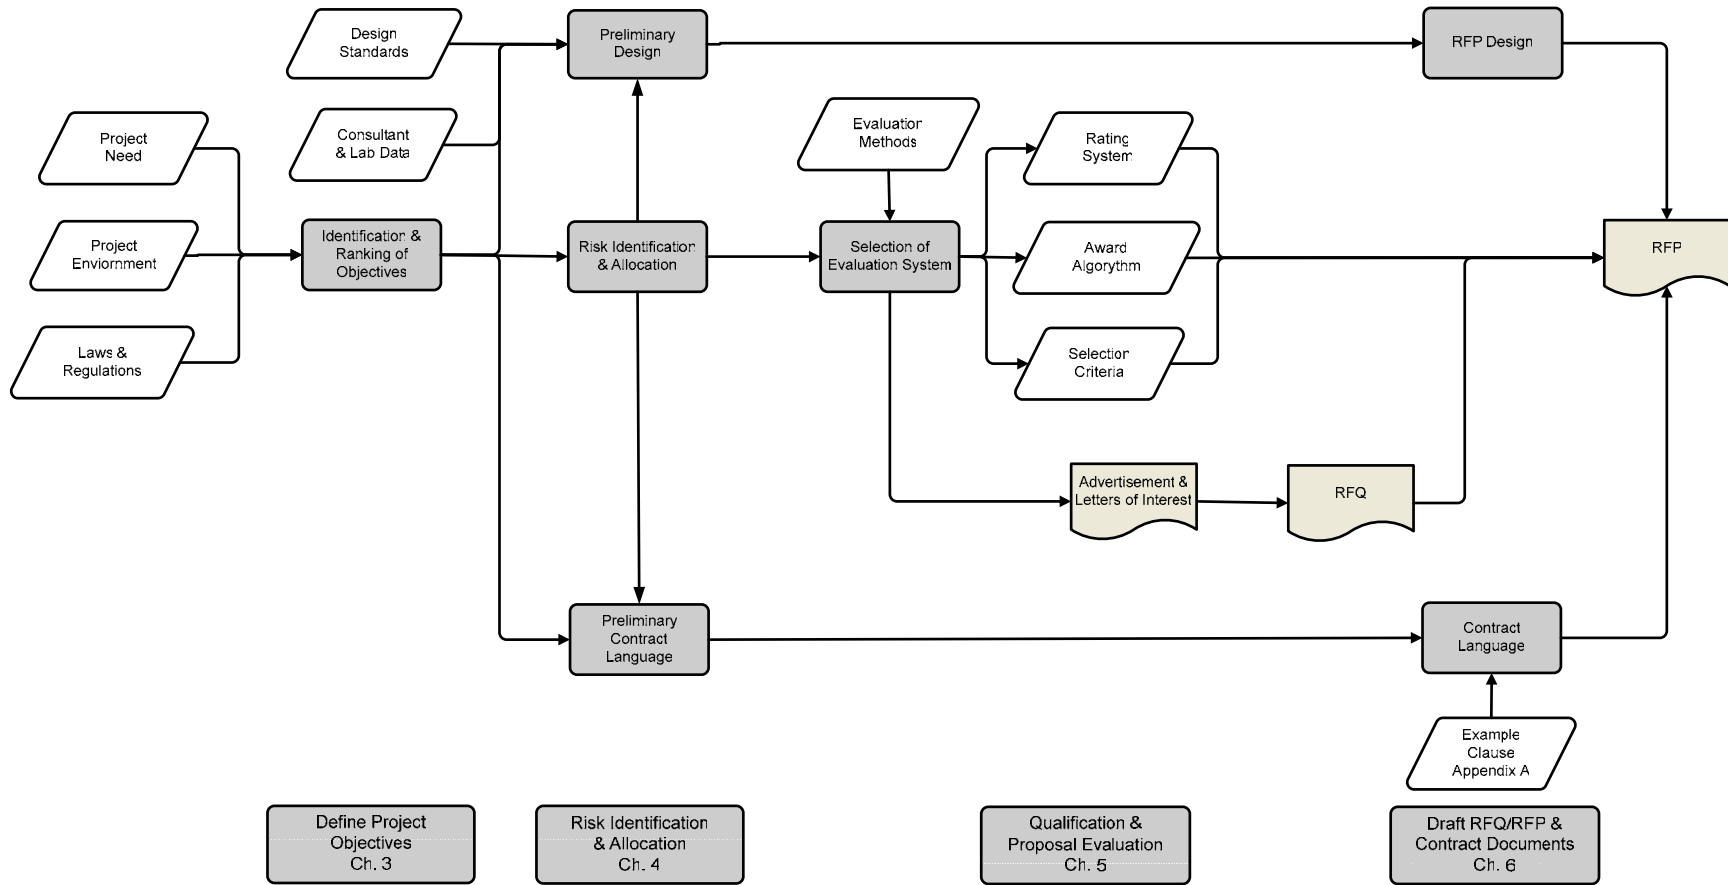 Design
Standards
Preliminary
Design
RFP Design
Consultant
& Lab Data
Project
Need
Evaluation
Methods
Rating
System
Project
Enviornment
Identification &
Ranking of
Objectives
Risk Identification
& Allocation
Selection of
Evaluation System
Award
Algorythm
RFP
Laws &
Regulations
Selection
Criteria
Advertisement &
Letters of Interest
RFQ
Preliminary
Contract
Language
Contract
Language
Example
Clause
Appendix A
Define Project
Objectives
Ch. 3
Risk Identification
& Allocation
Ch. 4
Qualification &
Proposal Evaluation
Ch. 5
Draft RFQ/RFP &
Contract Documents
Ch. 6